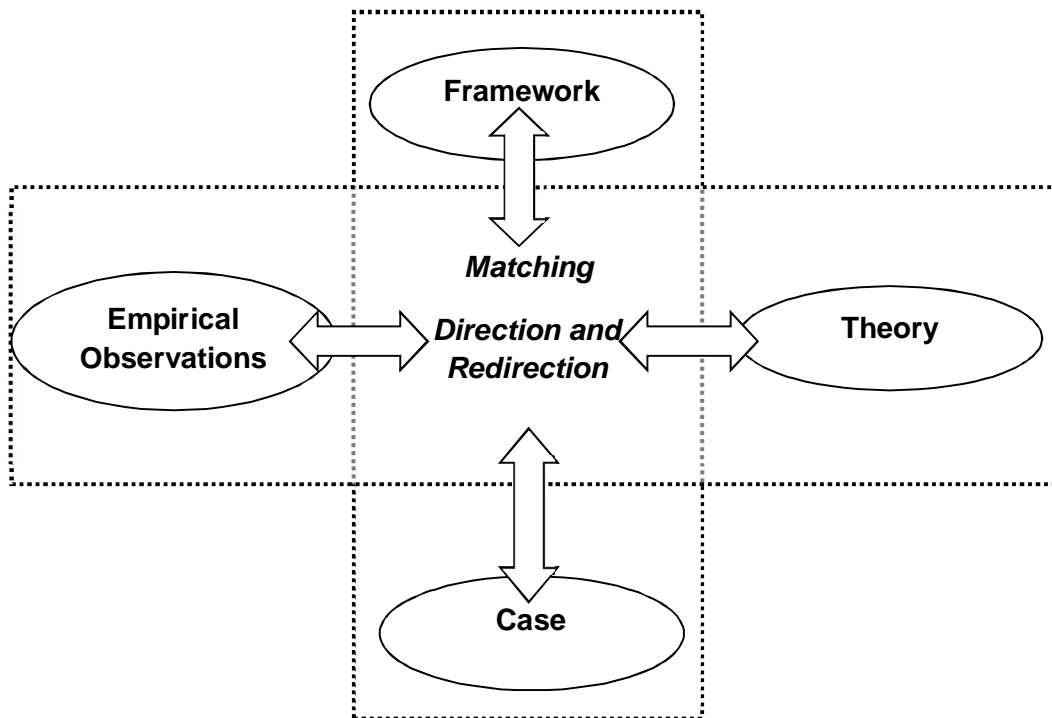 Framework
Matching
Empirical
Observations
Direction and
Redirection
Theory
Case